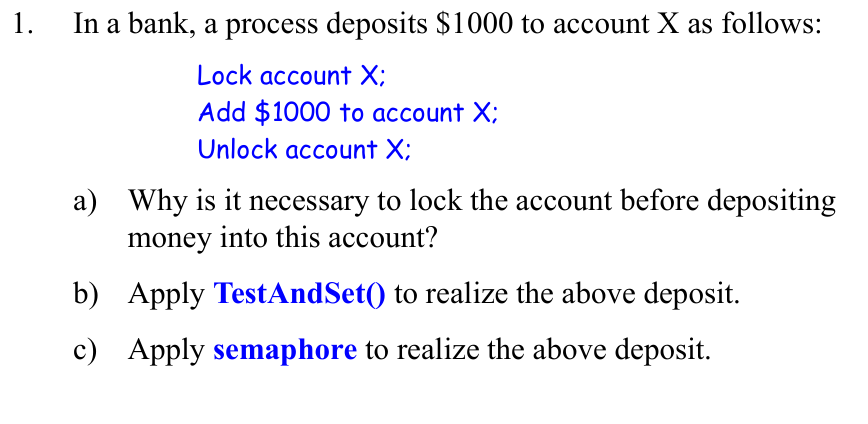 1. In a bank, a process deposits $1000 to account X as follows:
Lock account X;
Add $1000 to account X;
Unlock account X;
a) Why is it necessary to lock the account before depositing
money into this account?
b) Apply TestAndSet() to realize the above deposit.
c) Apply semaphore to realize the above deposit.